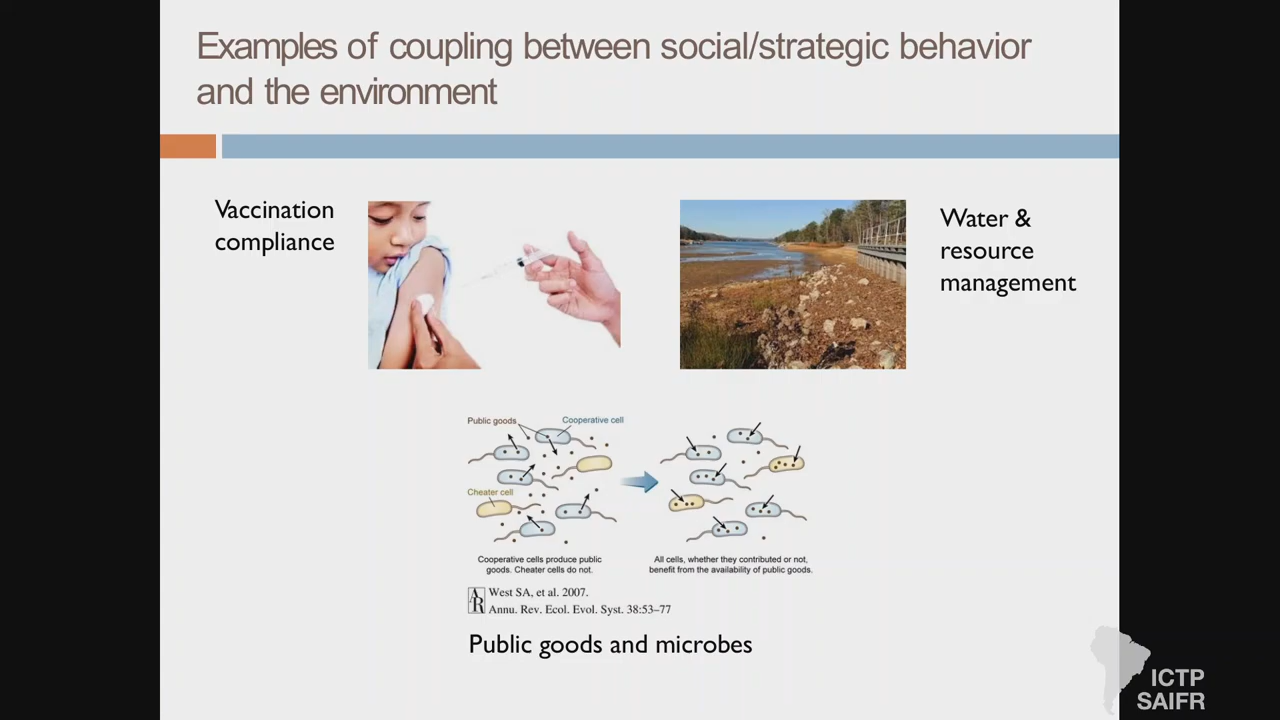 Examples of coupling between social/strategic behavior
and the environment
Vaccination
compliance
Water &
resource
management
Public goods
Cooperative cell
Cheater cell
Cooperative cells produce public
goods. Cheater cells do not.
All cells, whether they contributed or not,
benefit from the availability of public goods.
AR West SA, et al. 2007.
Annu. Rev. Ecol. Evol. Syst. 38:53–77
Public goods and microbes
ICTP
SAIFR